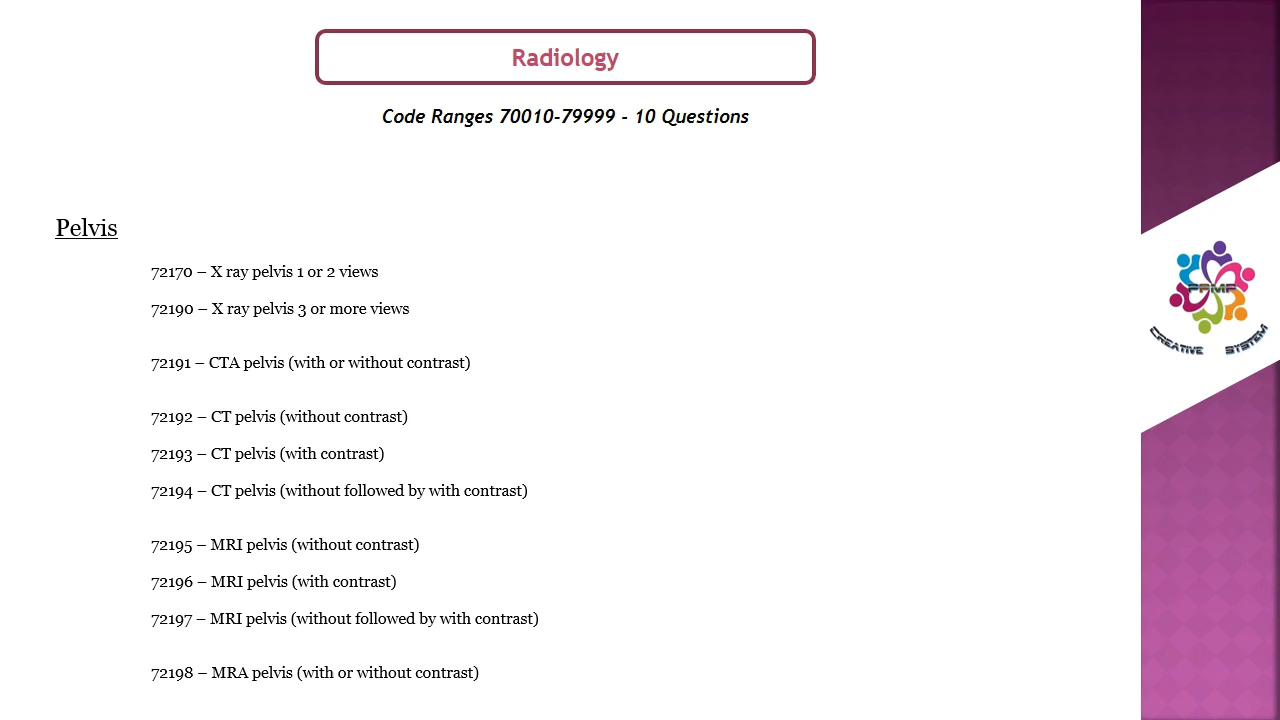 Radiology
Code Ranges 70010-79999 - 10 Questions
Pelvis
72170 – X ray pelvis 1 or 2 views
72190 – X ray pelvis 3 or more views
72191 – CTA pelvis (with or without contrast)
72192 – CT pelvis (without contrast)
72193 – CT pelvis (with contrast)
72194 – CT pelvis (without followed by with contrast)
72195 – MRI pelvis (without contrast)
72196 – MRI pelvis (with contrast)
72197 – MRI pelvis (without followed by with contrast)
72198 – MRA pelvis (with or without contrast)
CREATIVE SYSTEM